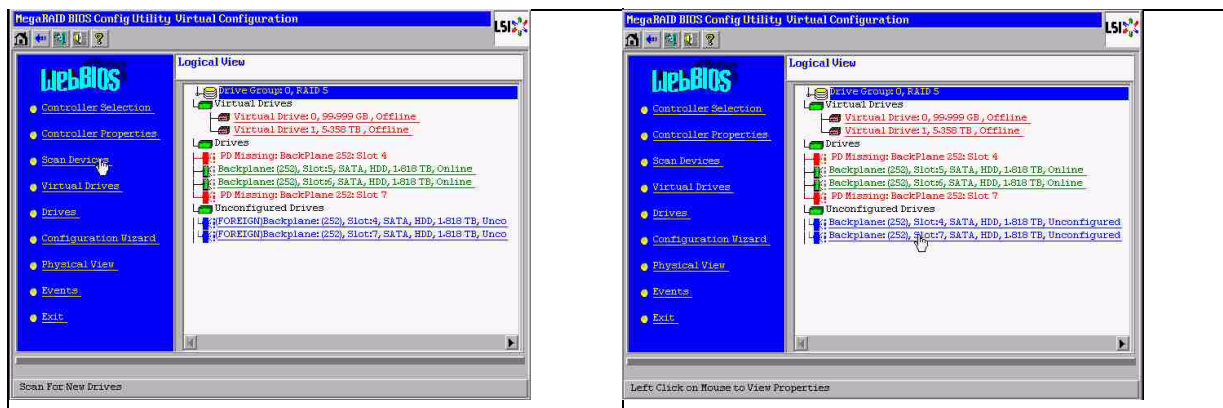 MegaRAID BIOS Config Utility Virtual Configuration
LSI
WebBIOS
Controller Selection
Controller Properties
Scan Devices
Virtual Drives
Drives
Configuration Wizard
Physical View
Events
Exit
Logical View
Drive Group: 0, RAID 5
Virtual Drives
Virtual Drive: 0, 99.999 GB , Offline
Virtual Drive: 1, 5.358 TB , Offline
Drives
PD Missing: BackPlane 252: Slot 4
Backplane: (252), Slot:5, SATA, HDD, 1.818 TB, Online
Backplane: (252), Slot:6, SATA, HDD, 1.818 TB, Online
PD Missing: BackPlane 252: Slot 7
Unconfigured Drives
(FOREIGN)Backplane: (252), Slot:4, SATA, HDD, 1.818 TB, Unco
(FOREIGN)Backplane: (252), Slot:7, SATA, HDD, 1.818 TB, Unco
Scan For New Drives
MegaRAID BIOS Config Utility Virtual Configuration
LSI
WebBIOS
Controller Selection
Controller Properties
Scan Devices
Virtual Drives
Drives
Configuration Wizard
Physical View
Events
Exit
Logical View
Drive Group: 0, RAID 5
Virtual Drives
Virtual Drive: 0, 99.999 GB , Offline
Virtual Drive: 1, 5.358 TB , Offline
Drives
PD Missing: BackPlane 252: Slot 4
Backplane: (252), Slot:5, SATA, HDD, 1.818 TB, Online
Backplane: (252), Slot:6, SATA, HDD, 1.818 TB, Online
PD Missing: BackPlane 252: Slot 7
Unconfigured Drives
Backplane: (252), Slot:4, SATA, HDD, 1.818 TB, Unconfigured
Backplane: (252), Slot:7, SATA, HDD, 1.818 TB, Unconfigured
Left Click on Mouse to View Properties